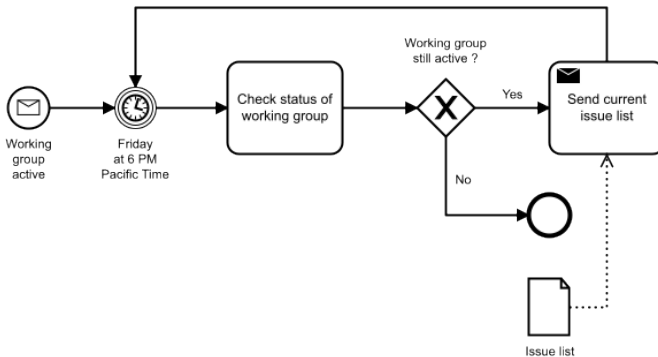 Working group
still active ?
Check status of
working group
Yes
Send current
issue list
Working
group
active
Friday
at 6 PM
Pacific Time
No
Issue list